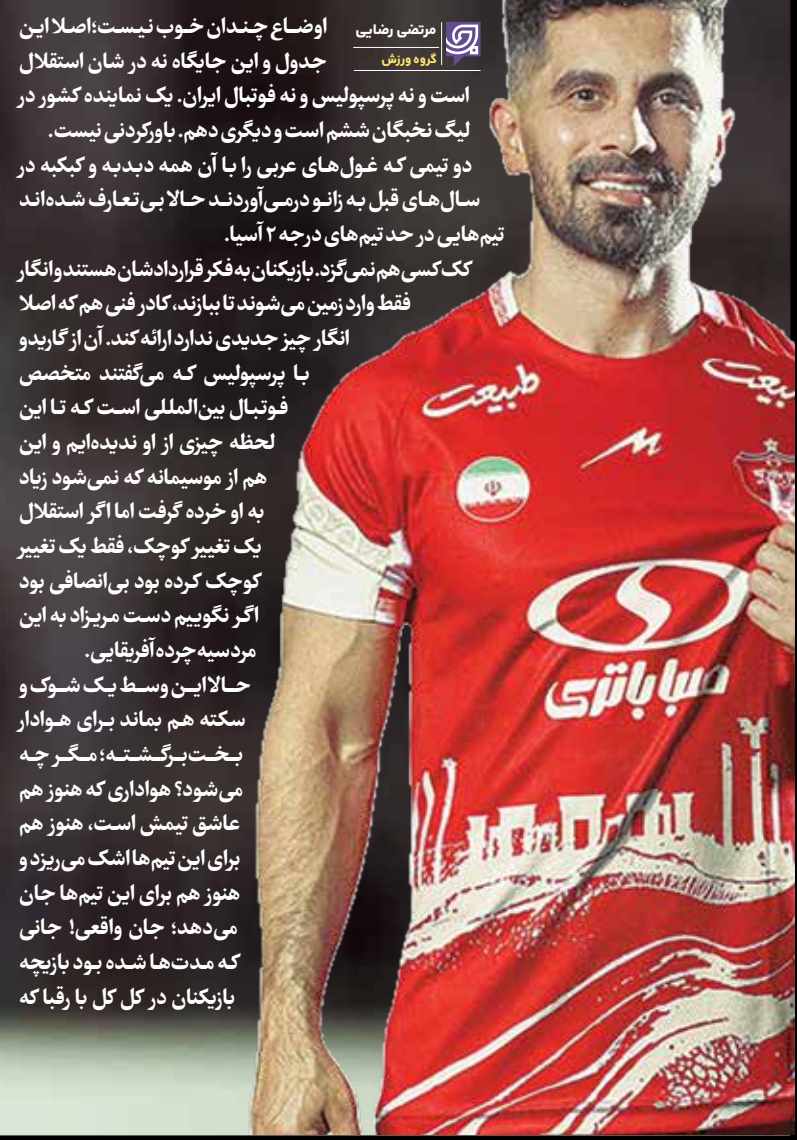 مرتضی رضایی
گروه ورزش
اوضاع چندان خوب نیست؛اصلا این
جدول و این جایگاه نه در شان استقلال
است و نه پرسپولیس و نه فوتبال ایران. یک نماینده کشور در
لیگ نخبگان ششم است و دیگری دهم. باورکردنی نیست.
دو تیمی که غول‌های عربی را با آن همه دبدبه و کبکبه در
سال‌های قبل به زانو درمی‌آوردند حالا بی‌تعارف شده‌اند
تیم‌هایی در حد تیم‌های درجه ۲ آسیا.
کک کسی هم نمی‌گزد. بازیکنان به فکر قراردادشان هستند و انگار
فقط وارد زمین می‌شوند تا ببازند، کادر فنی هم که اصلا
انگار چیز جدیدی ندارد ارائه کند. آن از گاریدو
با پرسپولیس که می‌گفتند متخصص
فوتبال بین‌المللی است که تا این
لحظه چیزی از او ندیده‌ایم و این
هم از موسیمانه که نمی‌شود زیاد
به او خرده گرفت اما اگر استقلال
یک تغییر کوچک، فقط یک تغییر
کوچک کرده بود بی‌انصافی بود
اگر نگوییم دست مریزاد به این
مرد سیه‌چرده آفریقایی.
حالا این وسط یک شوک و
سکته هم بماند برای هوادار
بخت‌برگشته؛ مگر چه
می‌شود؟ هواداری که هنوز هم
عاشق تیمش است، هنوز هم
برای این تیم‌ها اشک می‌ریزد و
هنوز هم برای این تیم‌ها جان
می‌دهد؛ جان واقعی! جانی
که مدت‌ها شده بود بازیچه
بازیکنان در کل کل با رقبا که
طبیعت
طبیعت
صبا باتری